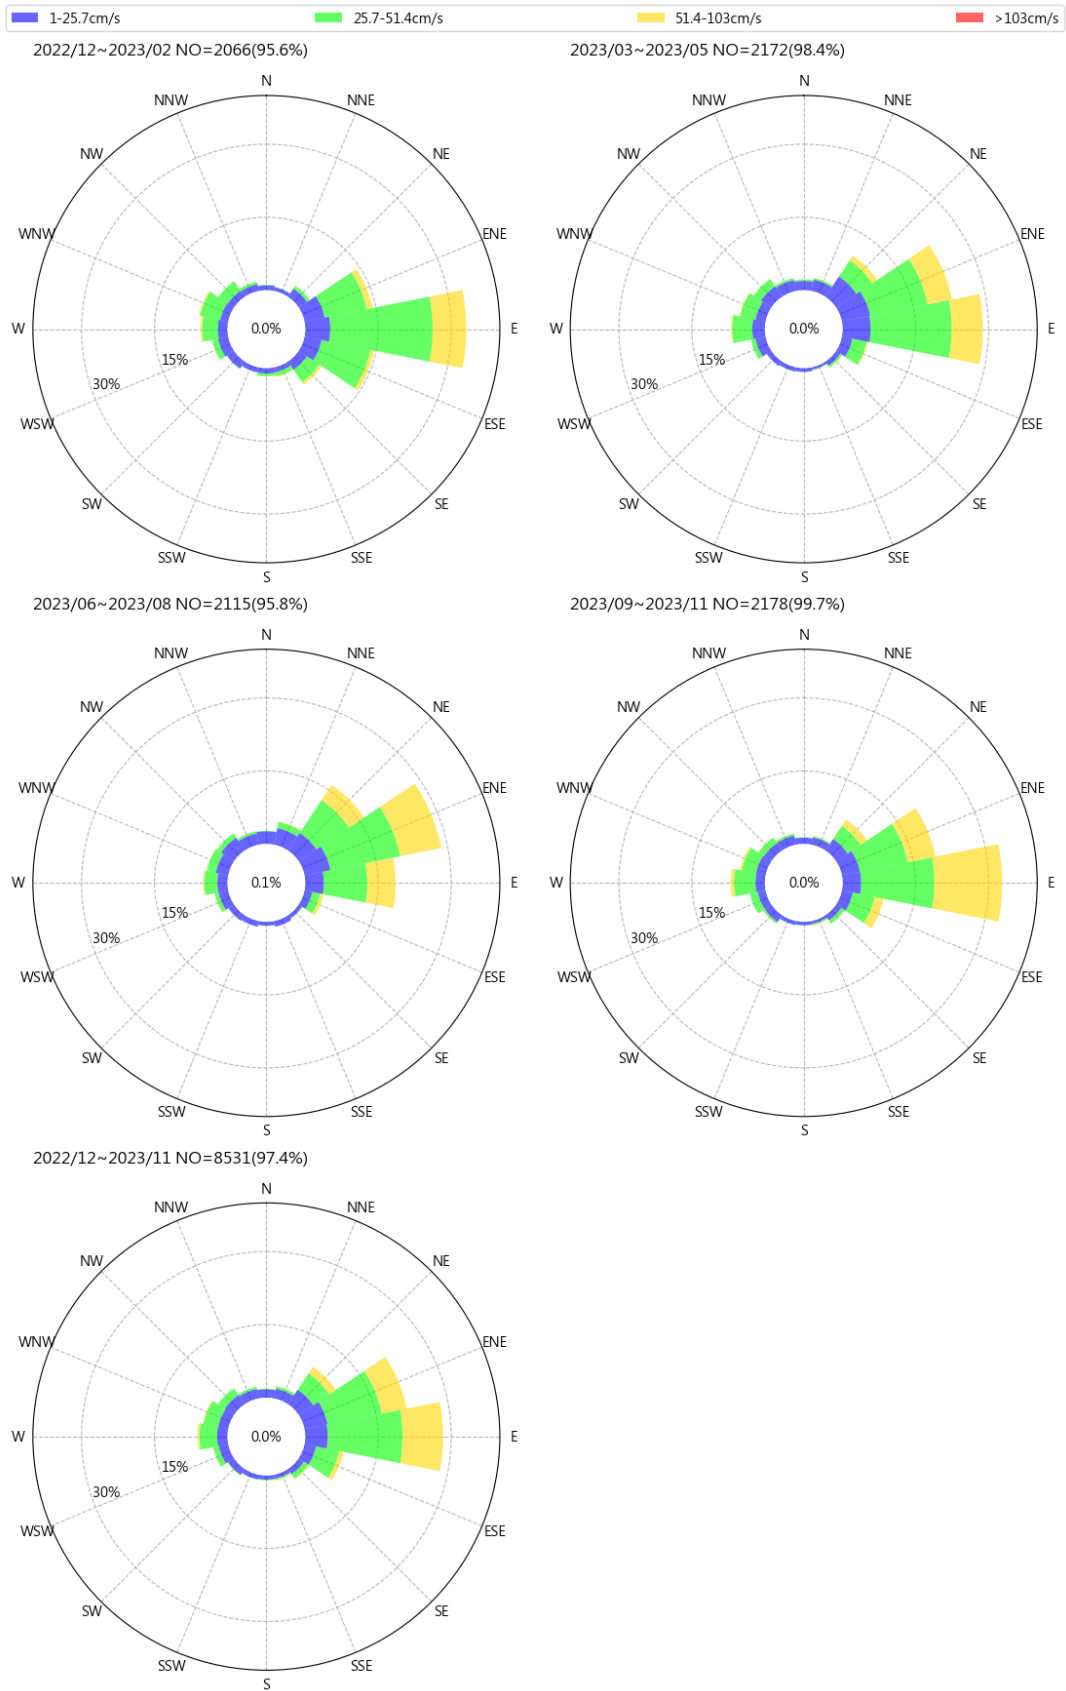 1-25.7cm/s 25.7-51.4cm/s 51.4-103cm/s >103cm/s
2022/12~2023/02 NO=2066(95.6%) 2023/03~2023/05 NO=2172(98.4%)
N N
NNW NNE NNW NNE
NW NE NW NE
WNW ENE WNW ENE
W 0.0% E W 0.0% E
15% 15%
30% 30%
WSW ESE WSW ESE
SW SE SW SE
SSW SSE SSW SSE
S S
2023/06~2023/08 NO=2115(95.8%) 2023/09~2023/11 NO=2178(99.7%)
N N
NNW NNE NNW NNE
NW NE NW NE
WNW ENE WNW ENE
W 0.1% E W 0.0% E
15% 15%
30% 30%
WSW ESE WSW ESE
SW SE SW SE
SSW SSE SSW SSE
S S
2022/12~2023/11 NO=8531(97.4%)
N
NNW NNE
NW NE
WNW ENE
W 0.0% E
15%
30%
WSW ESE
SW SE
SSW SSE
S